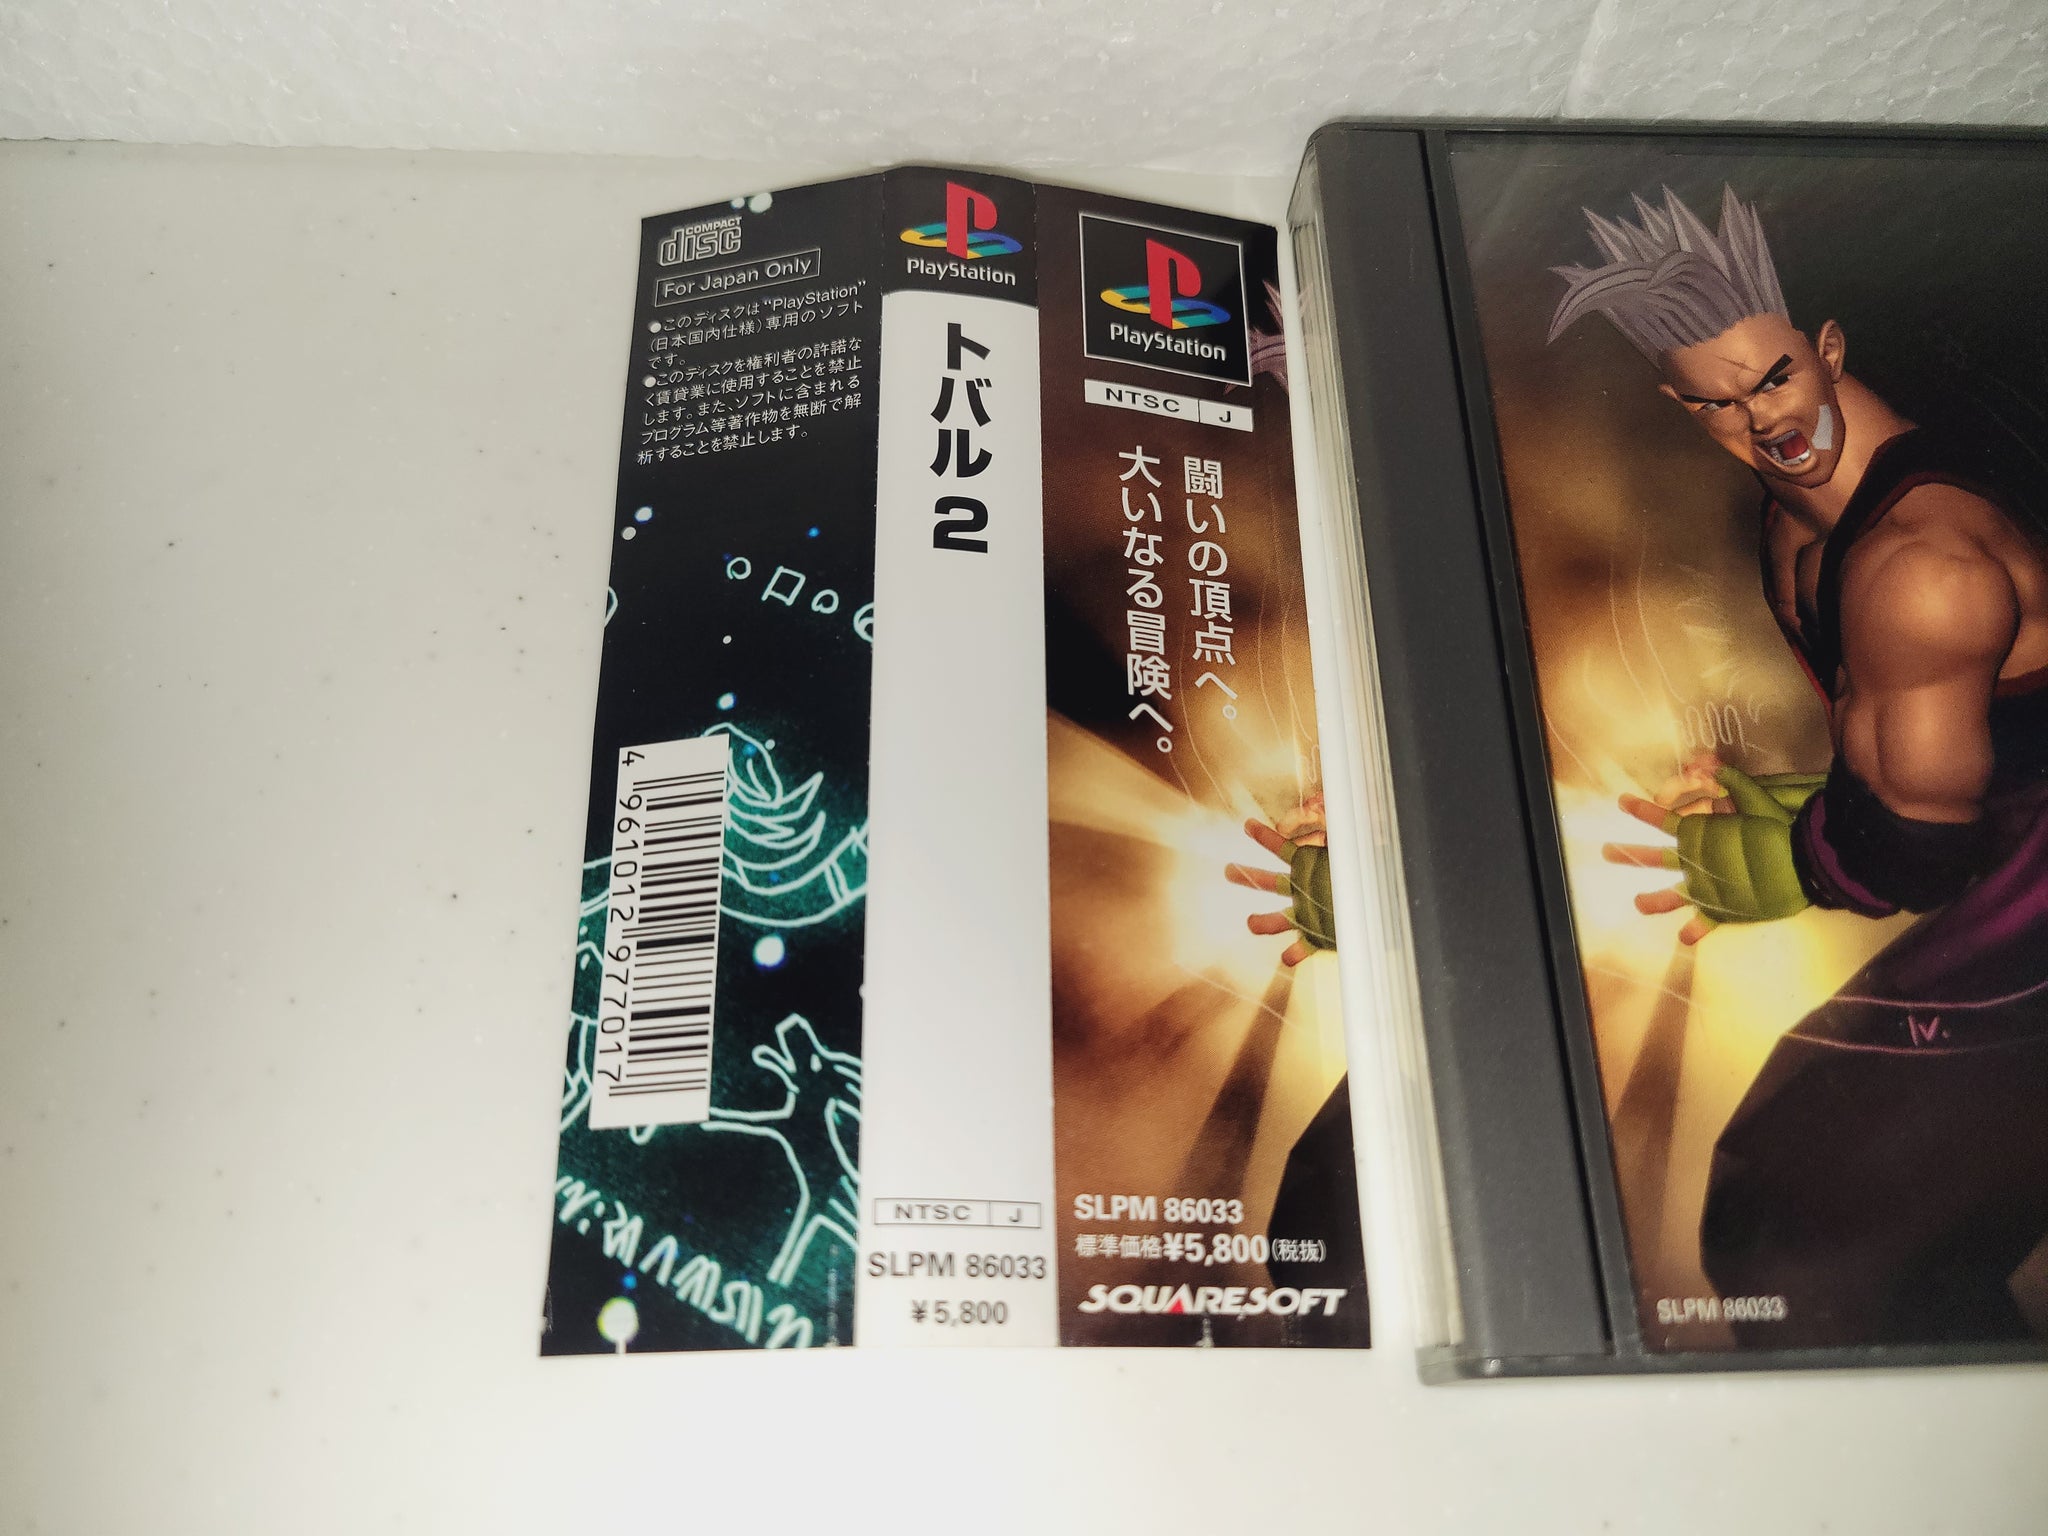 COMPACT
disc
For Japan Only
●このディスクは“PlayStation”
(日本国内仕様)専用のソフト
です。
●このディスクを権利者の許諾な
く賃貸業に使用することを禁止
します。また、ソフトに含まれる
プログラム等著作物を無断で解
析することを禁止します。
4961012977017
PlayStation
トバル2
NTSC J
SLPM 86033
¥5,800
PlayStation
NTSC J
闘いの頂点へ。
大いなる冒険へ。
SLPM 86033
標準価格¥5,800(税抜)
SQUARESOFT
IV.
SLPM 86033